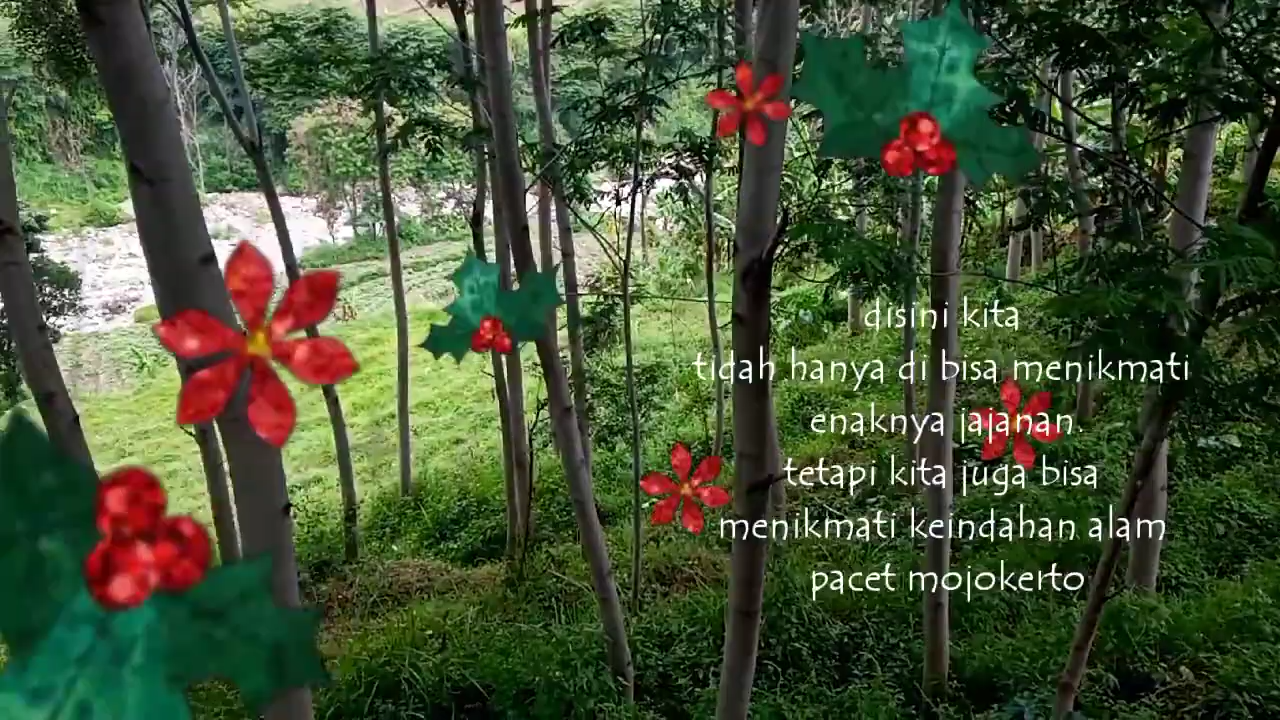 disini kita
tidah hanya di bisa menikmati
enaknya jajanan.
tetapi kita juga bisa
menikmati keindahan alam
pacet mojokerto